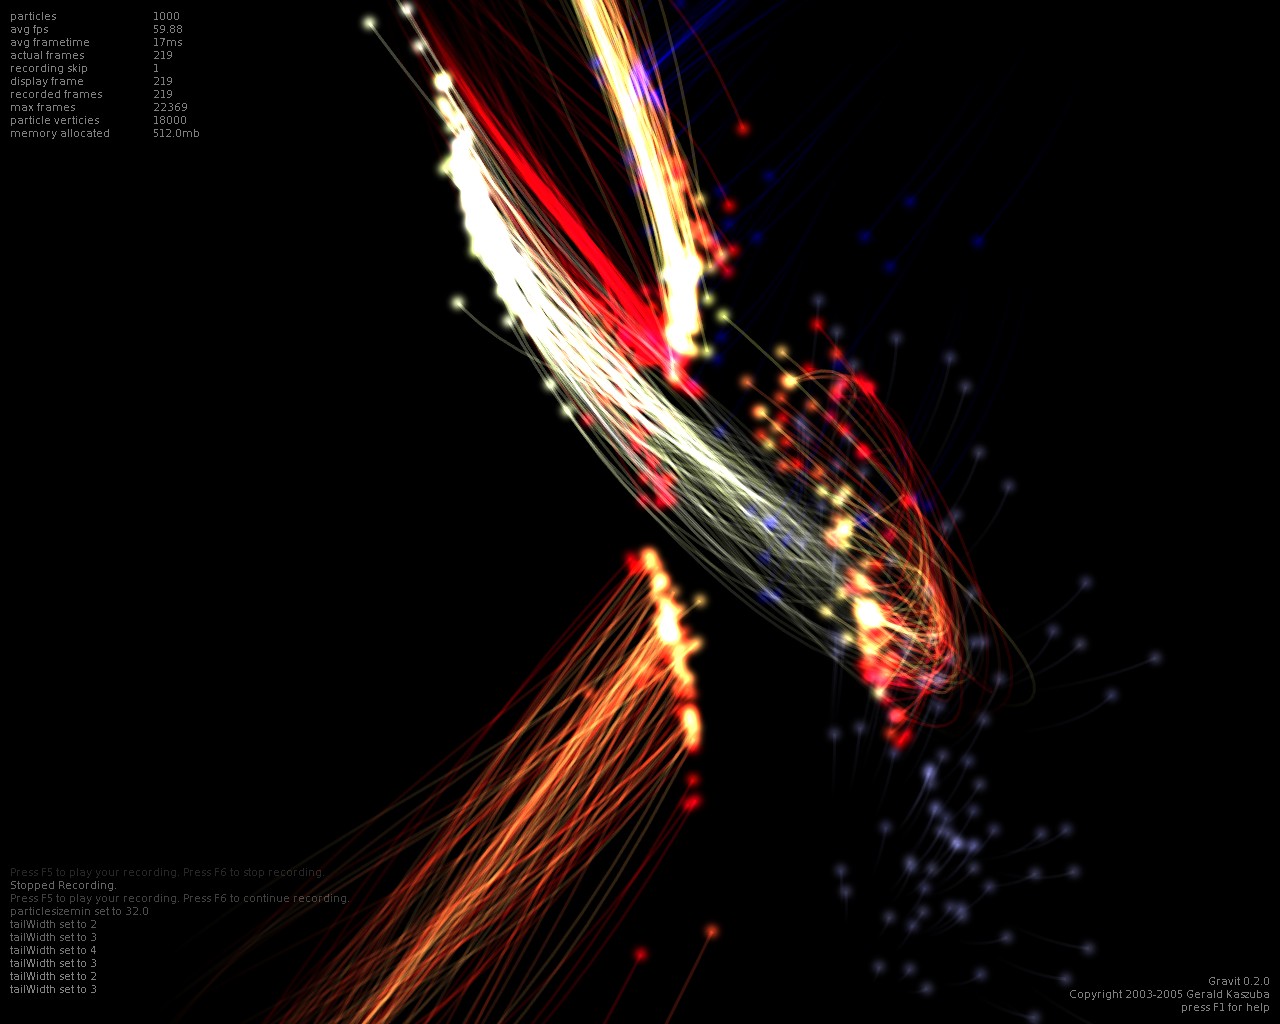 particles 1000
avg fps 59.88
avg frametime 17ms
actual frames 219
recording skip 1
display frame 219
recorded frames 219
max frames 22369
particle verticies 18000
memory allocated 512.0mb
Press F5 to play your recording. Press F6 to stop recording.
Stopped Recording.
Press F5 to play your recording. Press F6 to continue recording.
particlesizemin set to 32.0
tailWidth set to 2
tailWidth set to 3
tailWidth set to 4
tailWidth set to 3
tailWidth set to 2
tailWidth set to 3
Gravit 0.2.0
Copyright 2003-2005 Gerald Kaszuba
press F1 for help